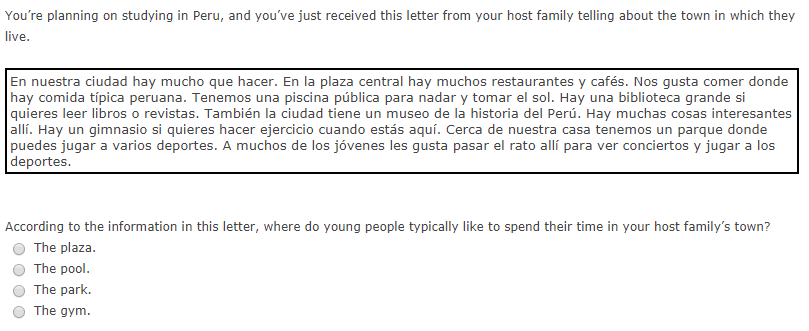 You’re planning on studying in Peru, and you’ve just received this letter from your host family telling about the town in which they
live.
En nuestra ciudad hay mucho que hacer. En la plaza central hay muchos restaurantes y cafés. Nos gusta comer donde
hay comida típica peruana. Tenemos una piscina pública para nadar y tomar el sol. Hay una biblioteca grande si
quieres leer libros o revistas. También la ciudad tiene un museo de la historia del Perú. Hay muchas cosas interesantes
allí. Hay un gimnasio si quieres hacer ejercicio cuando estás aquí. Cerca de nuestra casa tenemos un parque donde
puedes jugar a varios deportes. A muchos de los jóvenes les gusta pasar el rato allí para ver conciertos y jugar a los
deportes.
According to the information in this letter, where do young people typically like to spend their time in your host family’s town?
The plaza.
The pool.
The park.
The gym.